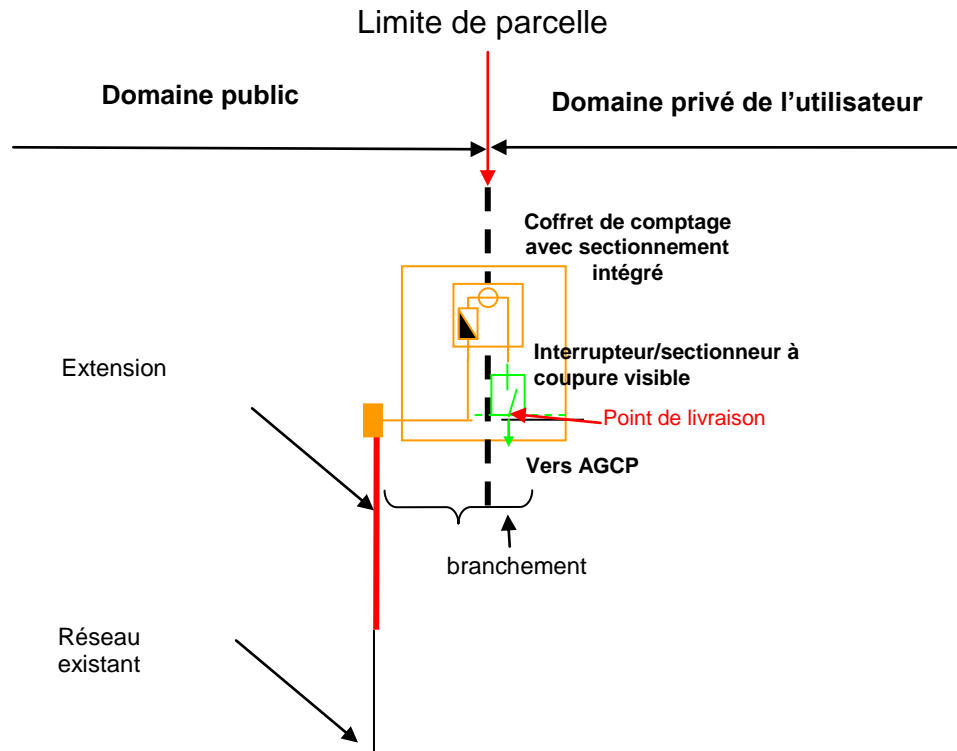 Limite de parcelle
Domaine public
Domaine privé de l’utilisateur
Coffret de comptage
avec sectionnement
intégré
Interrupteur/sectionneur à
coupure visible
Extension
Point de livraison
Vers AGCP
branchement
Réseau
existant